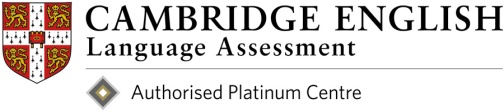 CAMBRIDGE ENGLISH
Language Assessment
Authorised Platinum Centre